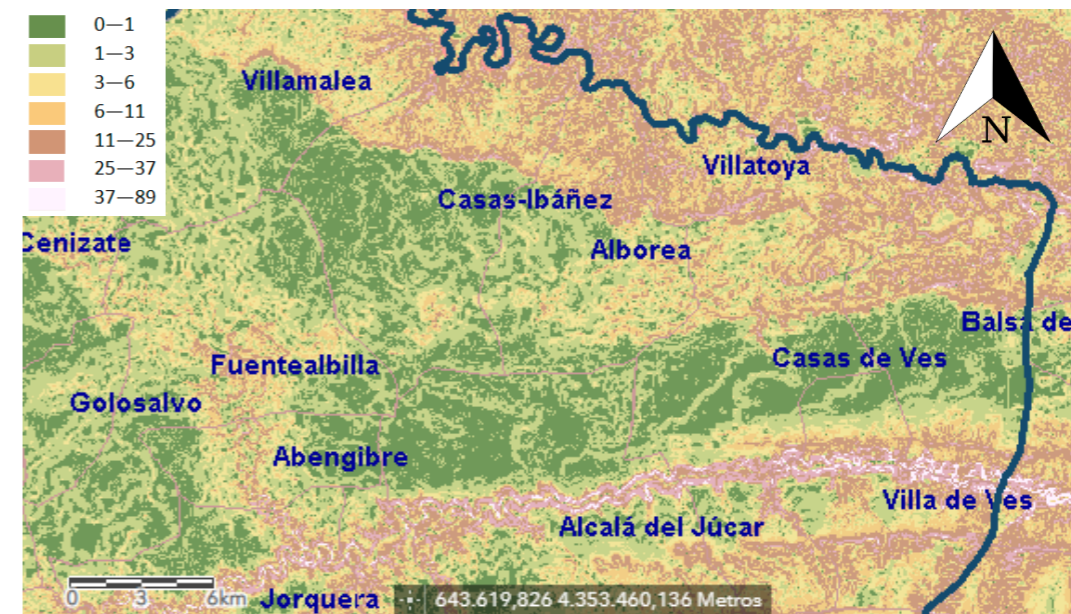 0—1
1—3
3—6
6—11
11—25
25—37
37—89
N
Villamalea
Villatoya
Casas-Ibáñez
Cenizate
Alborea
Balsa de
Fuentealbilla
Casas de Ves
Golosalvo
Abengibre
Villa de Ves
Alcalá del Júcar
0 3 6km
Jorquera
643.619,826 4.353.460,136 Metros